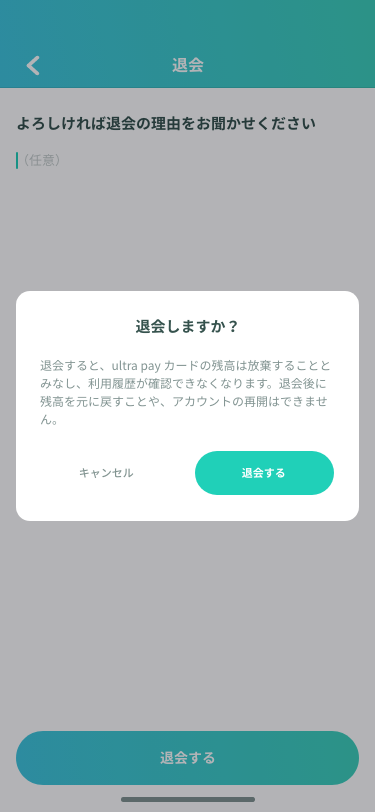 退会
よろしければ退会の理由をお聞かせください
（任意）
退会しますか？
退会すると、ultra pay カードの残高は放棄することと
みなし、利用履歴が確認できなくなります。退会後に
残高を元に戻すことや、アカウントの再開はできませ
ん。
キャンセル
退会する
退会する